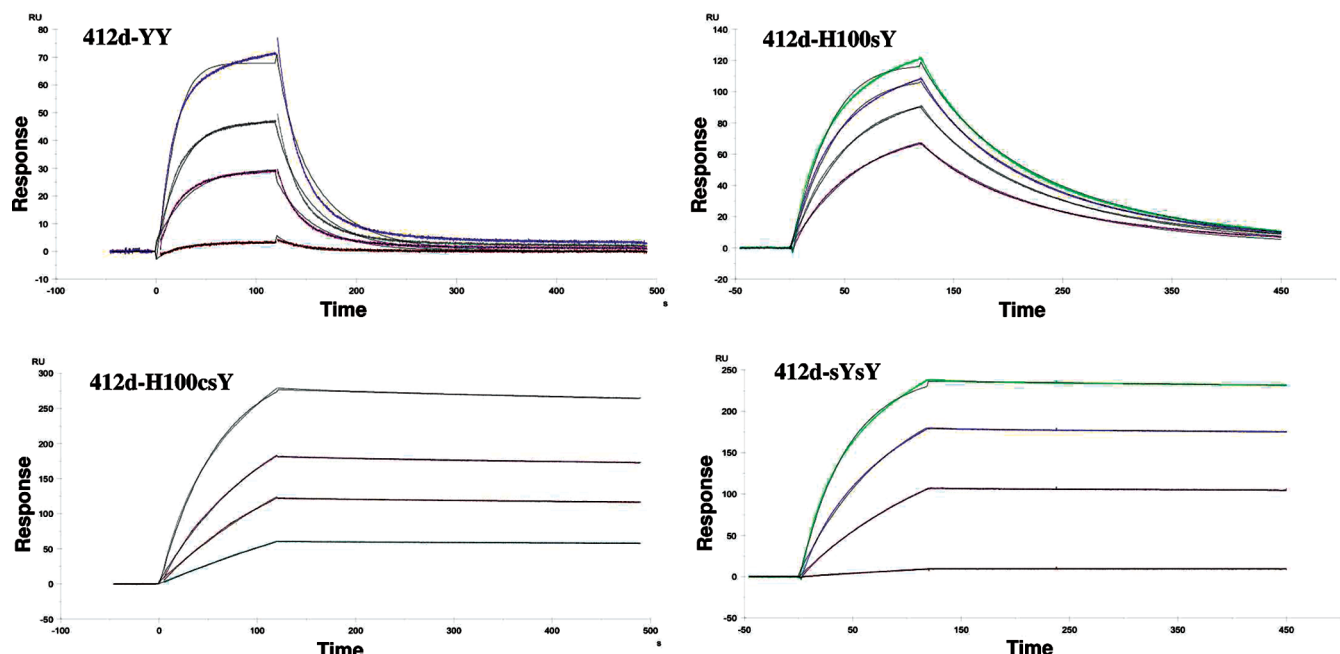 RU
412d-YY
80
70
60
50
40
30
20
10
0
-10
Response
-100 0 100 200 300 400 500
Time
s
RU
412d-H100sY
140
120
100
80
60
40
20
0
-20
Response
-50 50 150 250 350 450
Time
RU
412d-H100csY
300
250
200
150
100
50
0
-50
Response
-100 0 100 200 300 400 500
Time
s
RU
412d-sYsY
250
200
150
100
50
0
-50
Response
-50 50 150 250 350 450
Time